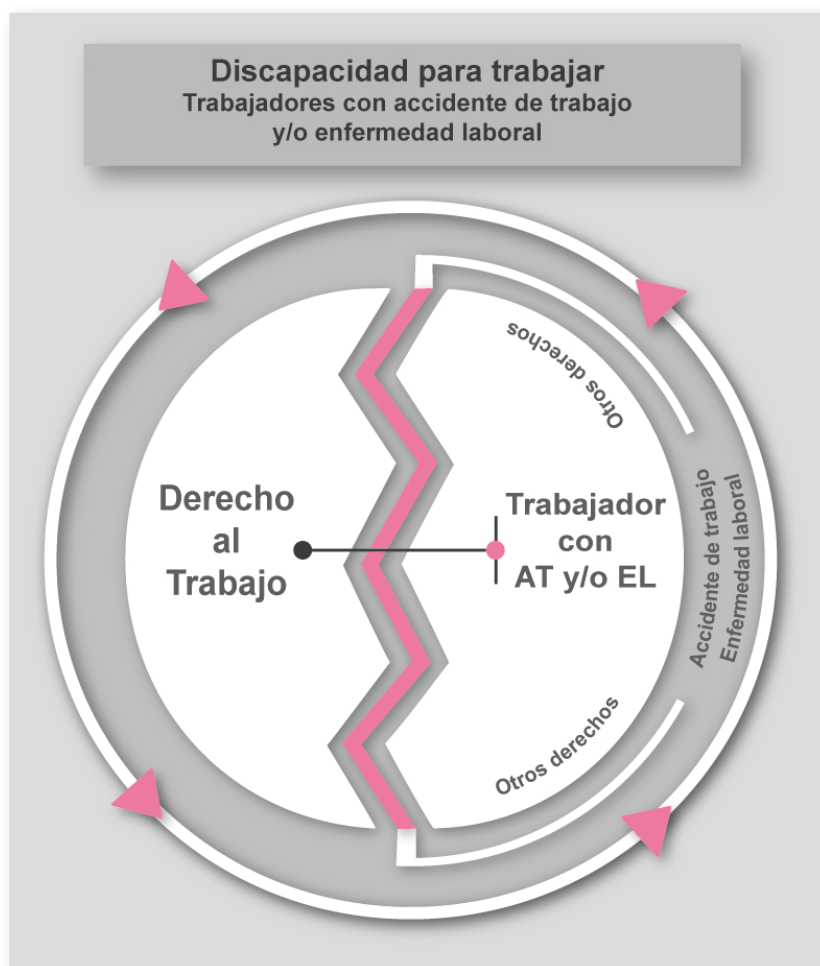 Discapacidad para trabajar
Trabajadores con accidente de trabajo
y/o enfermedad laboral
Otros derechos
Derecho
al
Trabajo
Trabajador
con
AT y/o EL
Accidente de trabajo
Enfermedad laboral
Otros derechos